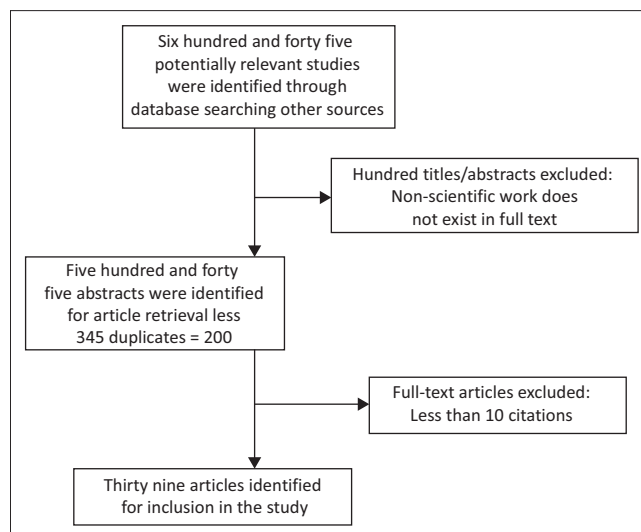 Six hundred and forty five
potentially relevant studies
were identified through
database searching other sources
Hundred titles/abstracts excluded:
Non-scientific work does
not exist in full text
Five hundred and forty
five abstracts were identified
for article retrieval less
345 duplicates = 200
Full-text articles excluded:
Less than 10 citations
Thirty nine articles identified
for inclusion in the study